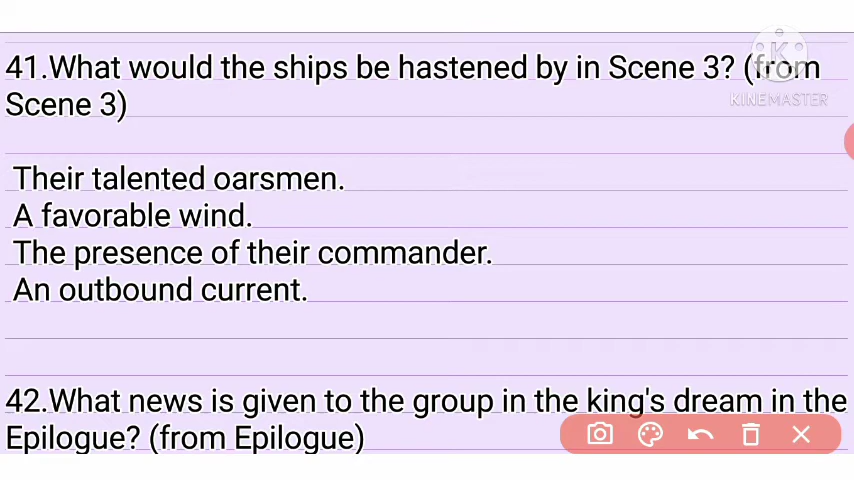 41.What would the ships be hastened by in Scene 3? (from
Scene 3)
KINEMASTER
Their talented oarsmen.
A favorable wind.
The presence of their commander.
An outbound current.
42.What news is given to the group in the king's dream in the
Epilogue? (from Epilogue)